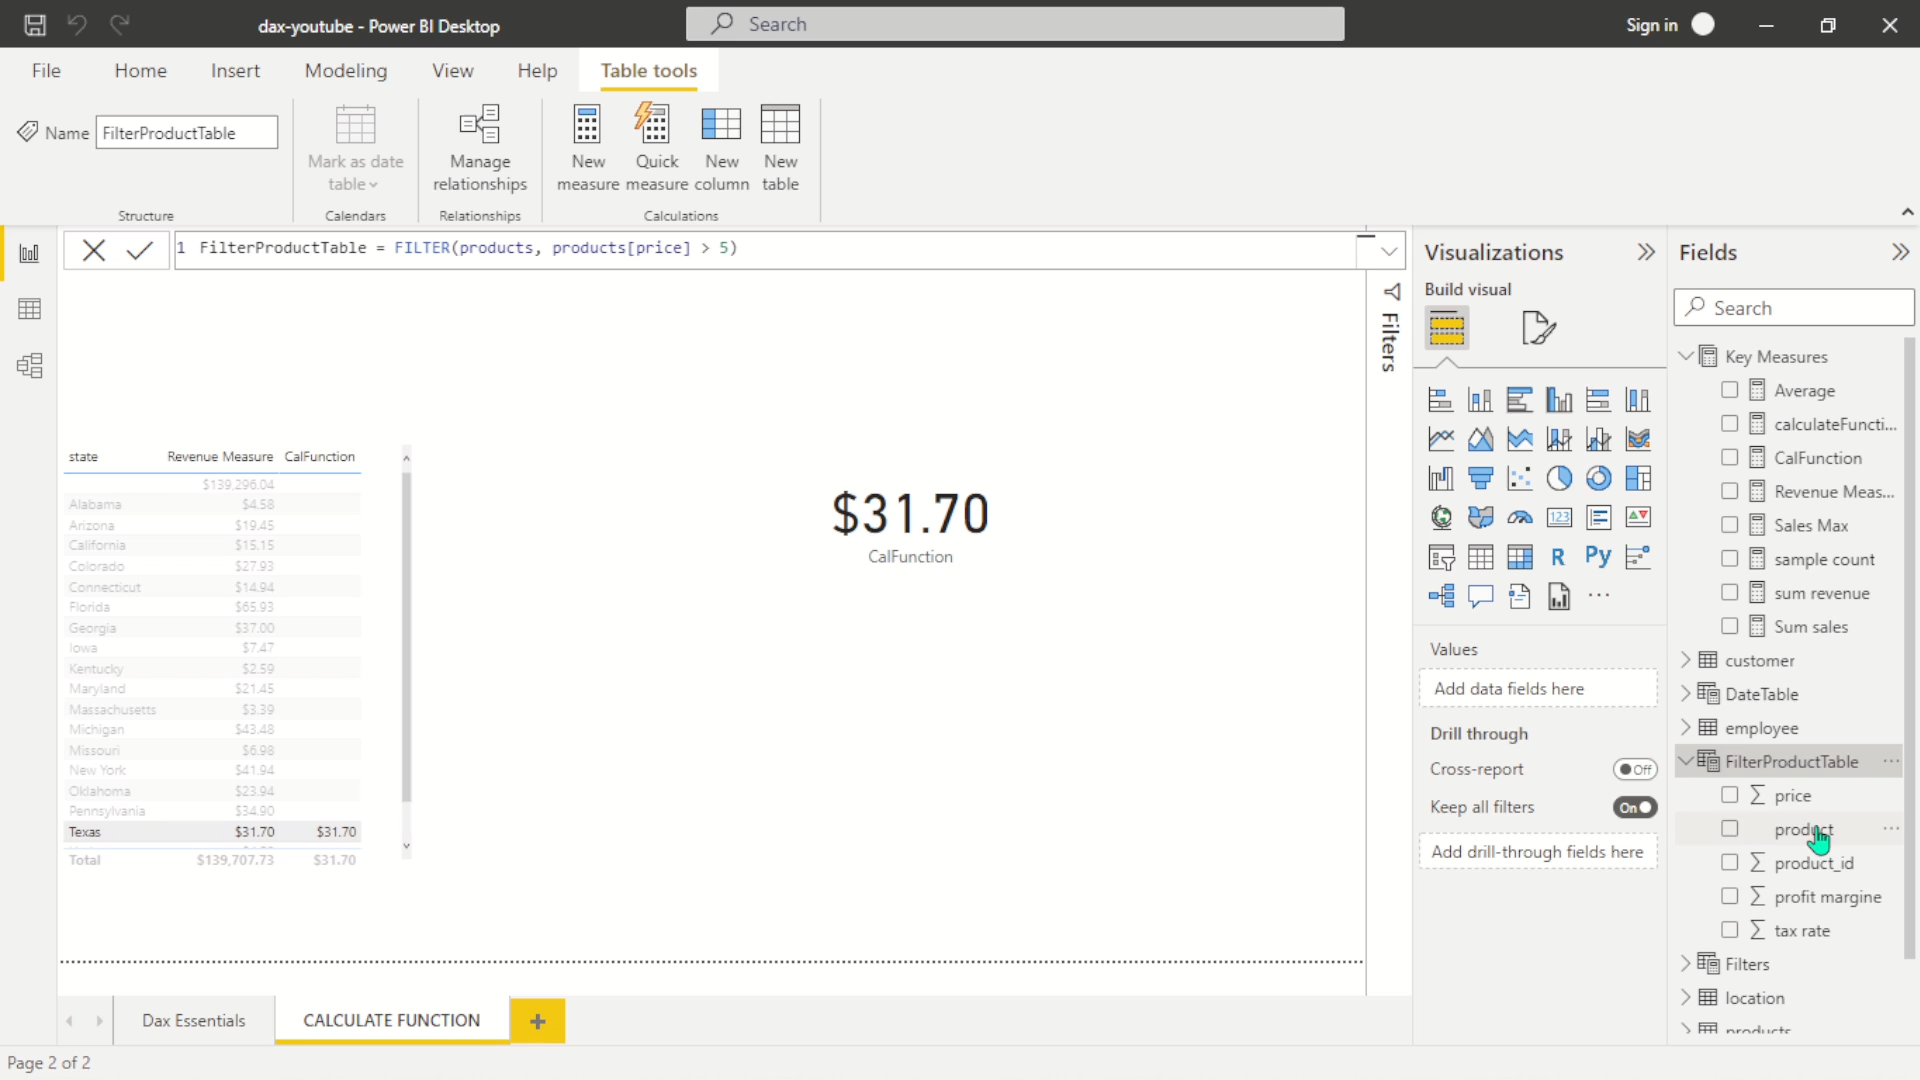 dax-youtube - Power BI Desktop
Search
Sign in
File
Home
Insert
Modeling
View
Help
Table tools
Name
FilterProductTable
Mark as date
table
Manage
relationships
New
measure
Quick
measure
New
column
New
table
Structure
Calendars
Relationships
Calculations
1 FilterProductTable = FILTER(products, products[price] > 5)
state Revenue Measure CalFunction
$139,296.04
Alabama $4.58
Arizona $19.45
California $15.15
Colorado $27.93
Connecticut $14.94
Florida $65.93
Georgia $37.00
Iowa $7.47
Kentucky $2.59
Maryland $21.45
Massachusetts $3.39
Michigan $43.48
Missouri $6.98
New York $41.94
Oklahoma $23.94
Pennsylvania $34.90
Texas $31.70 $31.70
Total $139,707.73 $31.70
$31.70
CalFunction
Filters
Visualizations
Build visual
123
R
Py
Values
Add data fields here
Drill through
Cross-report
Off
Keep all filters
On
Add drill-through fields here
Fields
Search
Key Measures
Average
calculateFuncti...
CalFunction
Revenue Meas...
Sales Max
sample count
sum revenue
Sum sales
customer
DateTable
employee
FilterProductTable
price
product
product_id
profit margine
tax rate
Filters
location
products
Dax Essentials
CALCULATE FUNCTION
Page 2 of 2